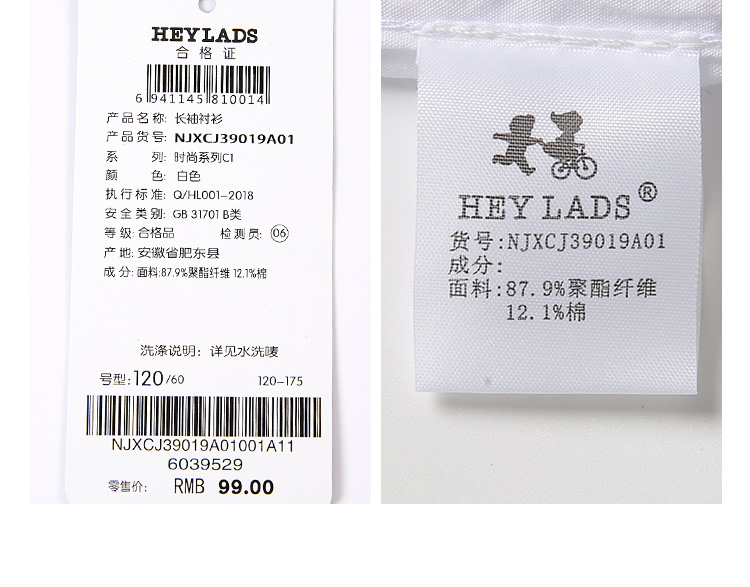 HEYLADS
合格证
6 941145 810014
产品名称: 长袖衬衫
产品货号: NJXCJ39019A01
系 列: 时尚系列C1
颜 色: 白色
执行标准: Q/HL001-2018
安全类别: GB 31701 B类
等级: 合格品 检测员: 06
产地: 安徽省肥东县
成分: 面料:87.9%聚酯纤维 12.1%棉
洗涤说明: 详见水洗唛
号型: 120/60 120-175
NJXCJ39019A01001A11
6039529
零售价: RMB 99.00
HEY LADS®
货号:NJXCJ39019A01
成分:
面料:87.9%聚酯纤维
12.1%棉